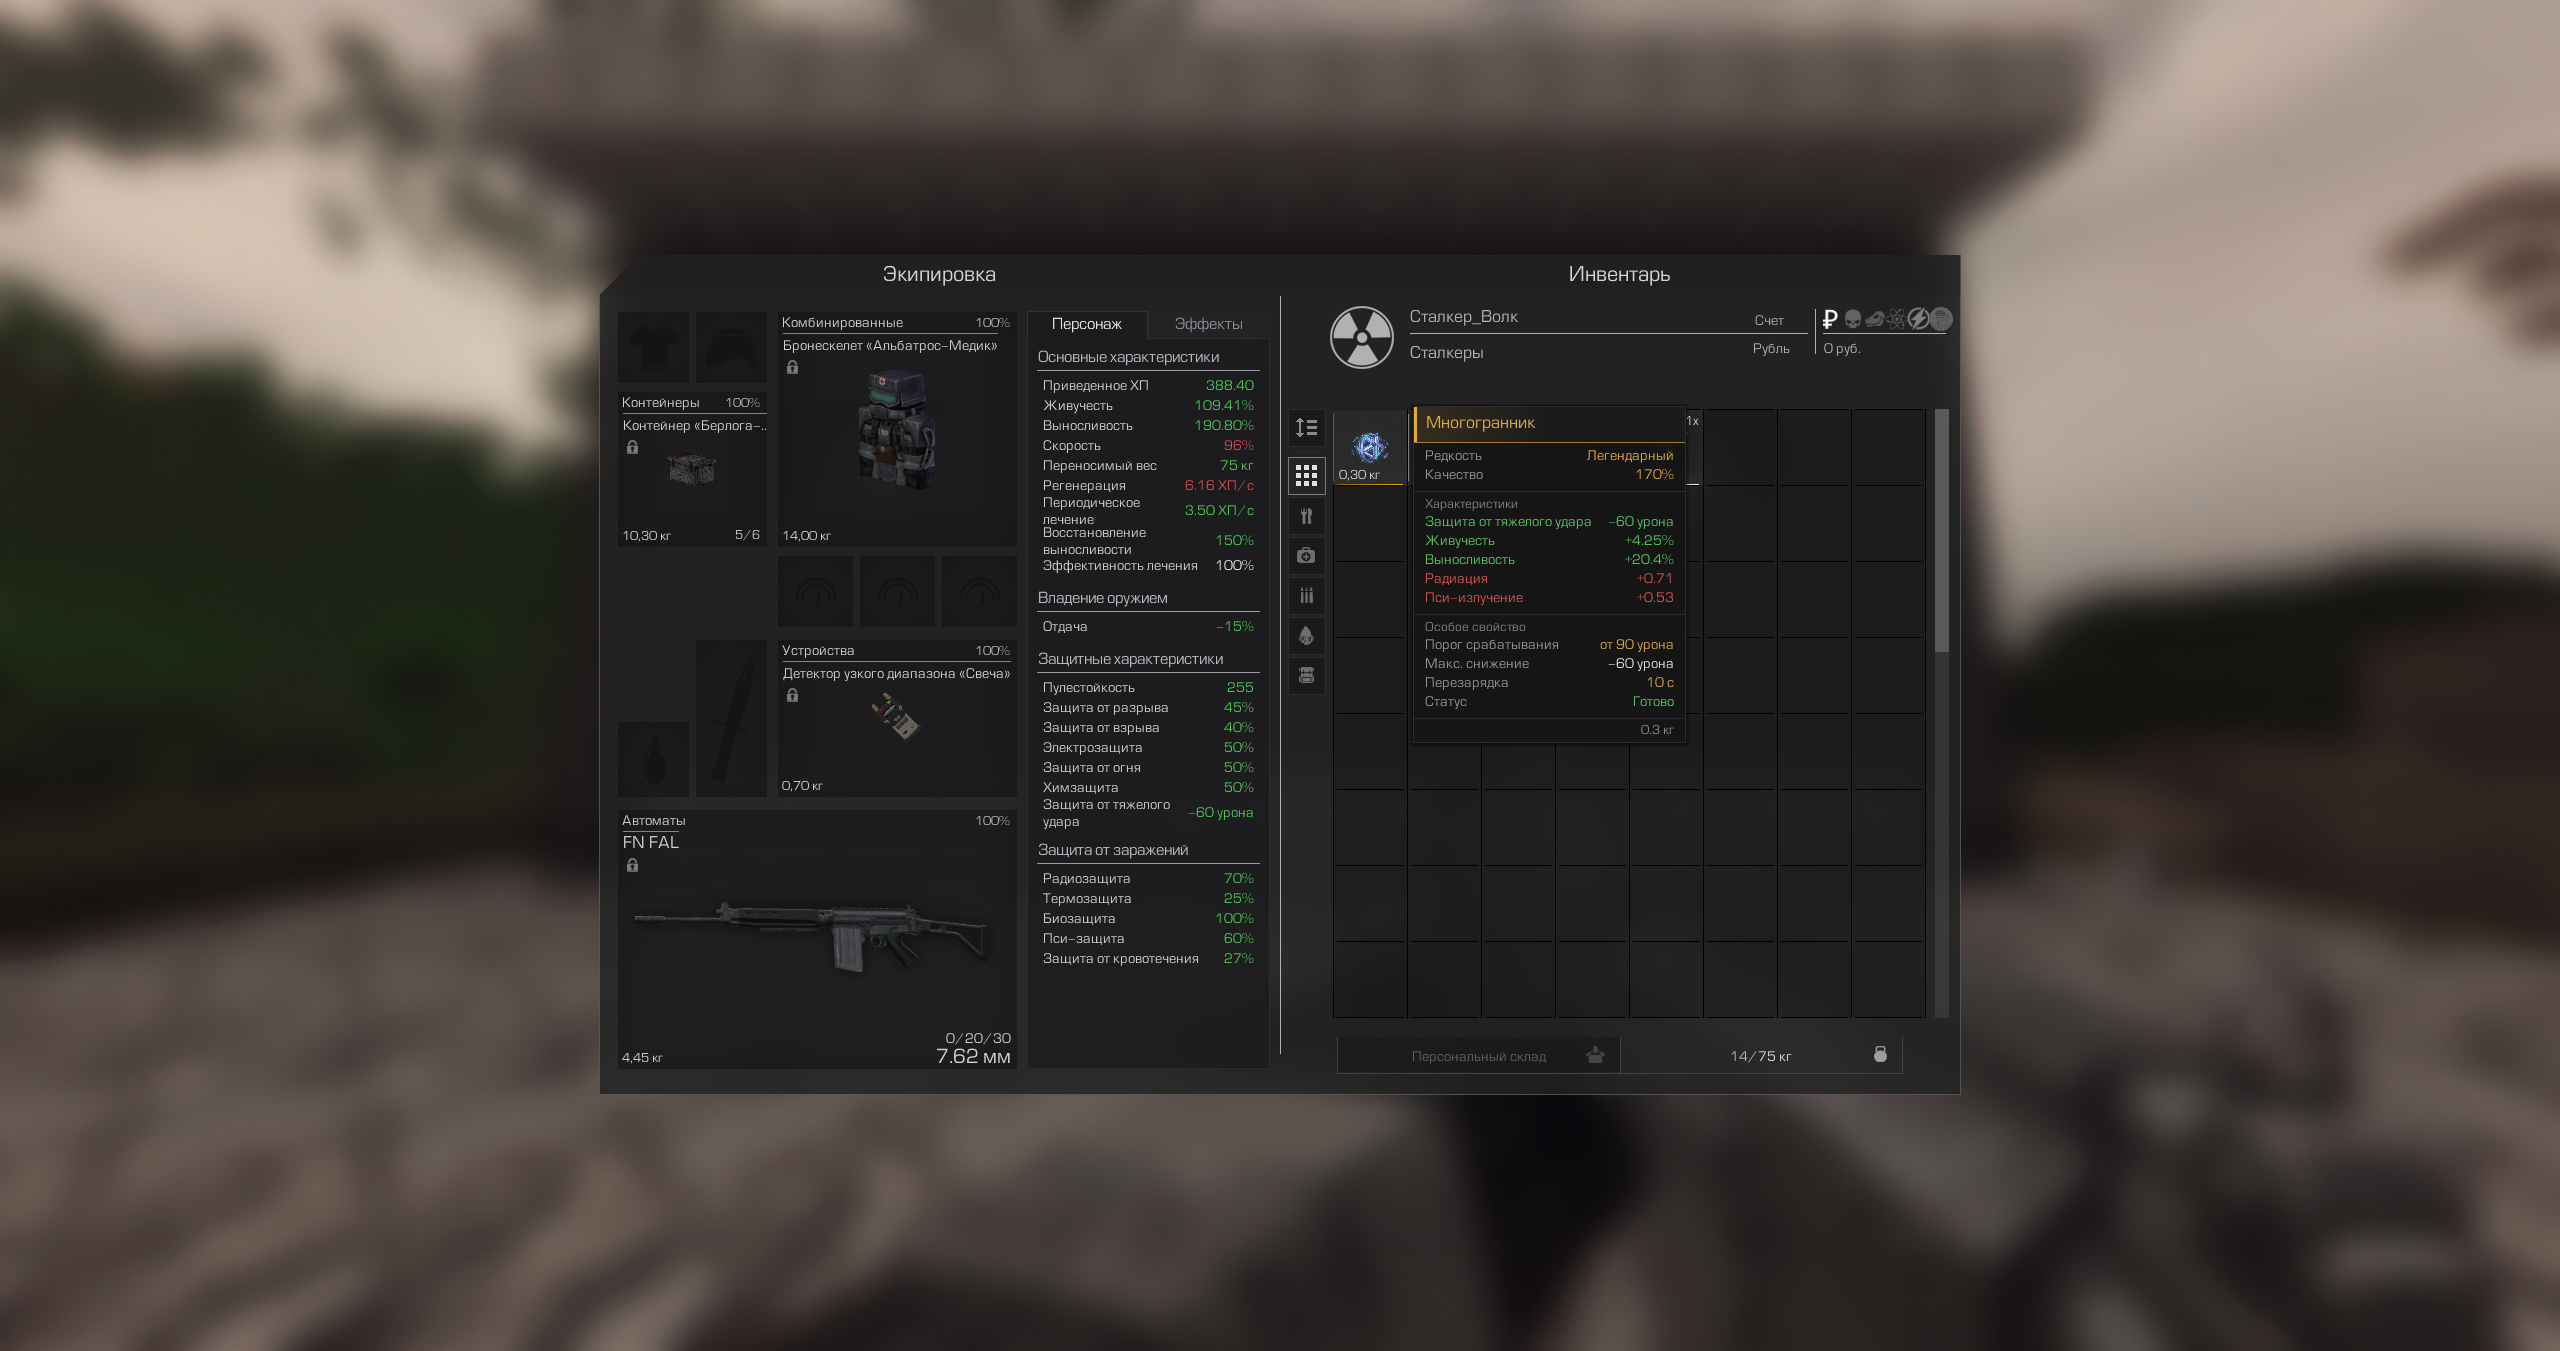 Экипировка
Инвентарь
Комбинированные 100%
Бронескелет «Альбатрос-Медик»
14,00 кг
Контейнеры 100%
Контейнер «Берлога-..
10,30 кг 5/6
Устройства 100%
Детектор узкого диапазона «Свеча»
0,70 кг
Автоматы 100%
FN FAL
0/20/30
4,45 кг 7.62 мм
Персонаж Эффекты
Основные характеристики
Приведенное ХП 388.40
Живучесть 109.41%
Выносливость 190.80%
Скорость 96%
Переносимый вес 75 кг
Регенерация 6.16 ХП/с
Периодическое
лечение 3.50 ХП/с
Восстановление
выносливости 150%
Эффективность лечения 100%
Владение оружием
Отдача -15%
Защитные характеристики
Пулестойкость 255
Защита от разрыва 45%
Защита от взрыва 40%
Электрозащита 50%
Защита от огня 50%
Химзащита 50%
Защита от тяжелого
удара -60 урона
Защита от заражений
Радиозащита 70%
Термозащита 25%
Биозащита 100%
Пси-защита 60%
Защита от кровотечения 27%
Сталкер_Волк Счет
Сталкеры Рубль 0 руб.
0,30 кг
1x
Многогранник
Редкость Легендарный
Качество 170%
Характеристики
Защита от тяжелого удара -60 урона
Живучесть +4.25%
Выносливость +20.4%
Радиация +0.71
Пси-излучение +0.53
Особое свойство
Порог срабатывания от 90 урона
Макс. снижение -60 урона
Перезарядка 10 с
Статус Готово
0.3 кг
Персональный склад 14/75 кг